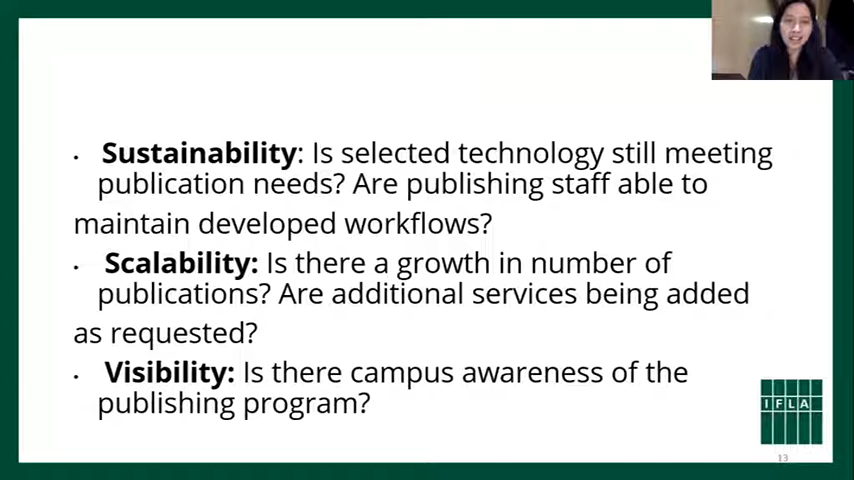 • Sustainability: Is selected technology still meeting
publication needs? Are publishing staff able to
maintain developed workflows?
• Scalability: Is there a growth in number of
publications? Are additional services being added
as requested?
• Visibility: Is there campus awareness of the
publishing program?
IFLA
13